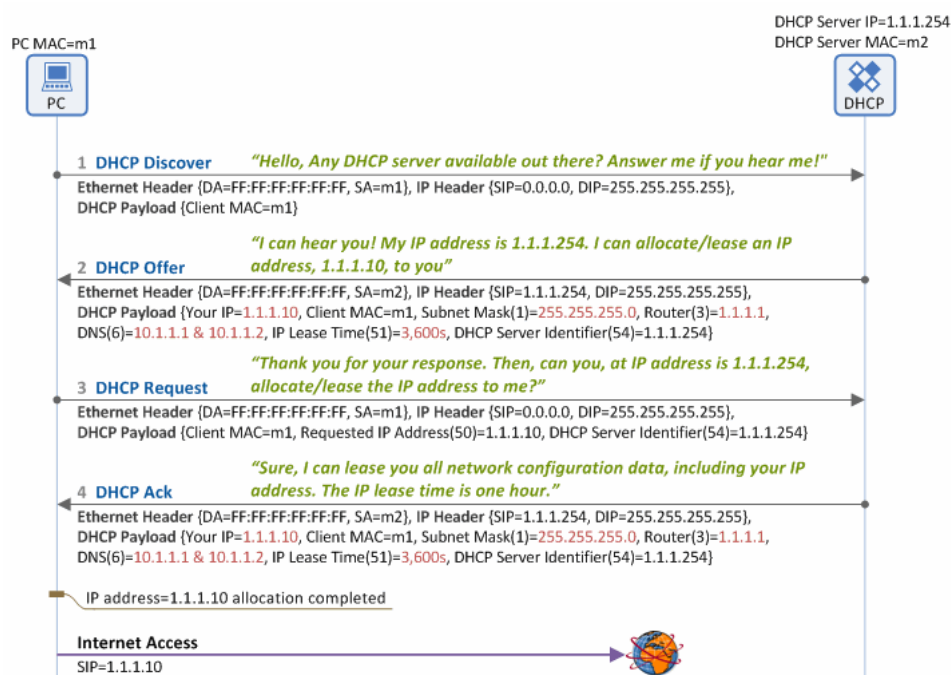 DHCP Server IP=1.1.1.254
PC MAC=m1
DHCP Server MAC=m2
PC
DHCP
1 DHCP Discover "Hello, Any DHCP server available out there? Answer me if you hear me!"
Ethernet Header {DA=FF:FF:FF:FF:FF:FF, SA=m1}, IP Header {SIP=0.0.0.0, DIP=255.255.255.255},
DHCP Payload {Client MAC=m1}
“I can hear you! My IP address is 1.1.1.254. I can allocate/lease an IP
2 DHCP Offer address, 1.1.1.10, to you”
Ethernet Header {DA=FF:FF:FF:FF:FF:FF, SA=m2}, IP Header {SIP=1.1.1.254, DIP=255.255.255.255},
DHCP Payload {Your IP=1.1.1.10, Client MAC=m1, Subnet Mask(1)=255.255.255.0, Router(3)=1.1.1.1,
DNS(6)=10.1.1.1 & 10.1.1.2, IP Lease Time(51)=3,600s, DHCP Server Identifier(54)=1.1.1.254}
“Thank you for your response. Then, can you, at IP address is 1.1.1.254,
3 DHCP Request allocate/lease the IP address to me?”
Ethernet Header {DA=FF:FF:FF:FF:FF:FF, SA=m1}, IP Header {SIP=0.0.0.0, DIP=255.255.255.255},
DHCP Payload {Client MAC=m1, Requested IP Address(50)=1.1.1.10, DHCP Server Identifier(54)=1.1.1.254}
“Sure, I can lease you all network configuration data, including your IP
4 DHCP Ack address. The IP lease time is one hour.”
Ethernet Header {DA=FF:FF:FF:FF:FF:FF, SA=m2}, IP Header {SIP=1.1.1.254, DIP=255.255.255.255},
DHCP Payload {Your IP=1.1.1.10, Client MAC=m1, Subnet Mask(1)=255.255.255.0, Router(3)=1.1.1.1,
DNS(6)=10.1.1.1 & 10.1.1.2, IP Lease Time(51)=3,600s, DHCP Server Identifier(54)=1.1.1.254}
IP address=1.1.1.10 allocation completed
Internet Access
SIP=1.1.1.10